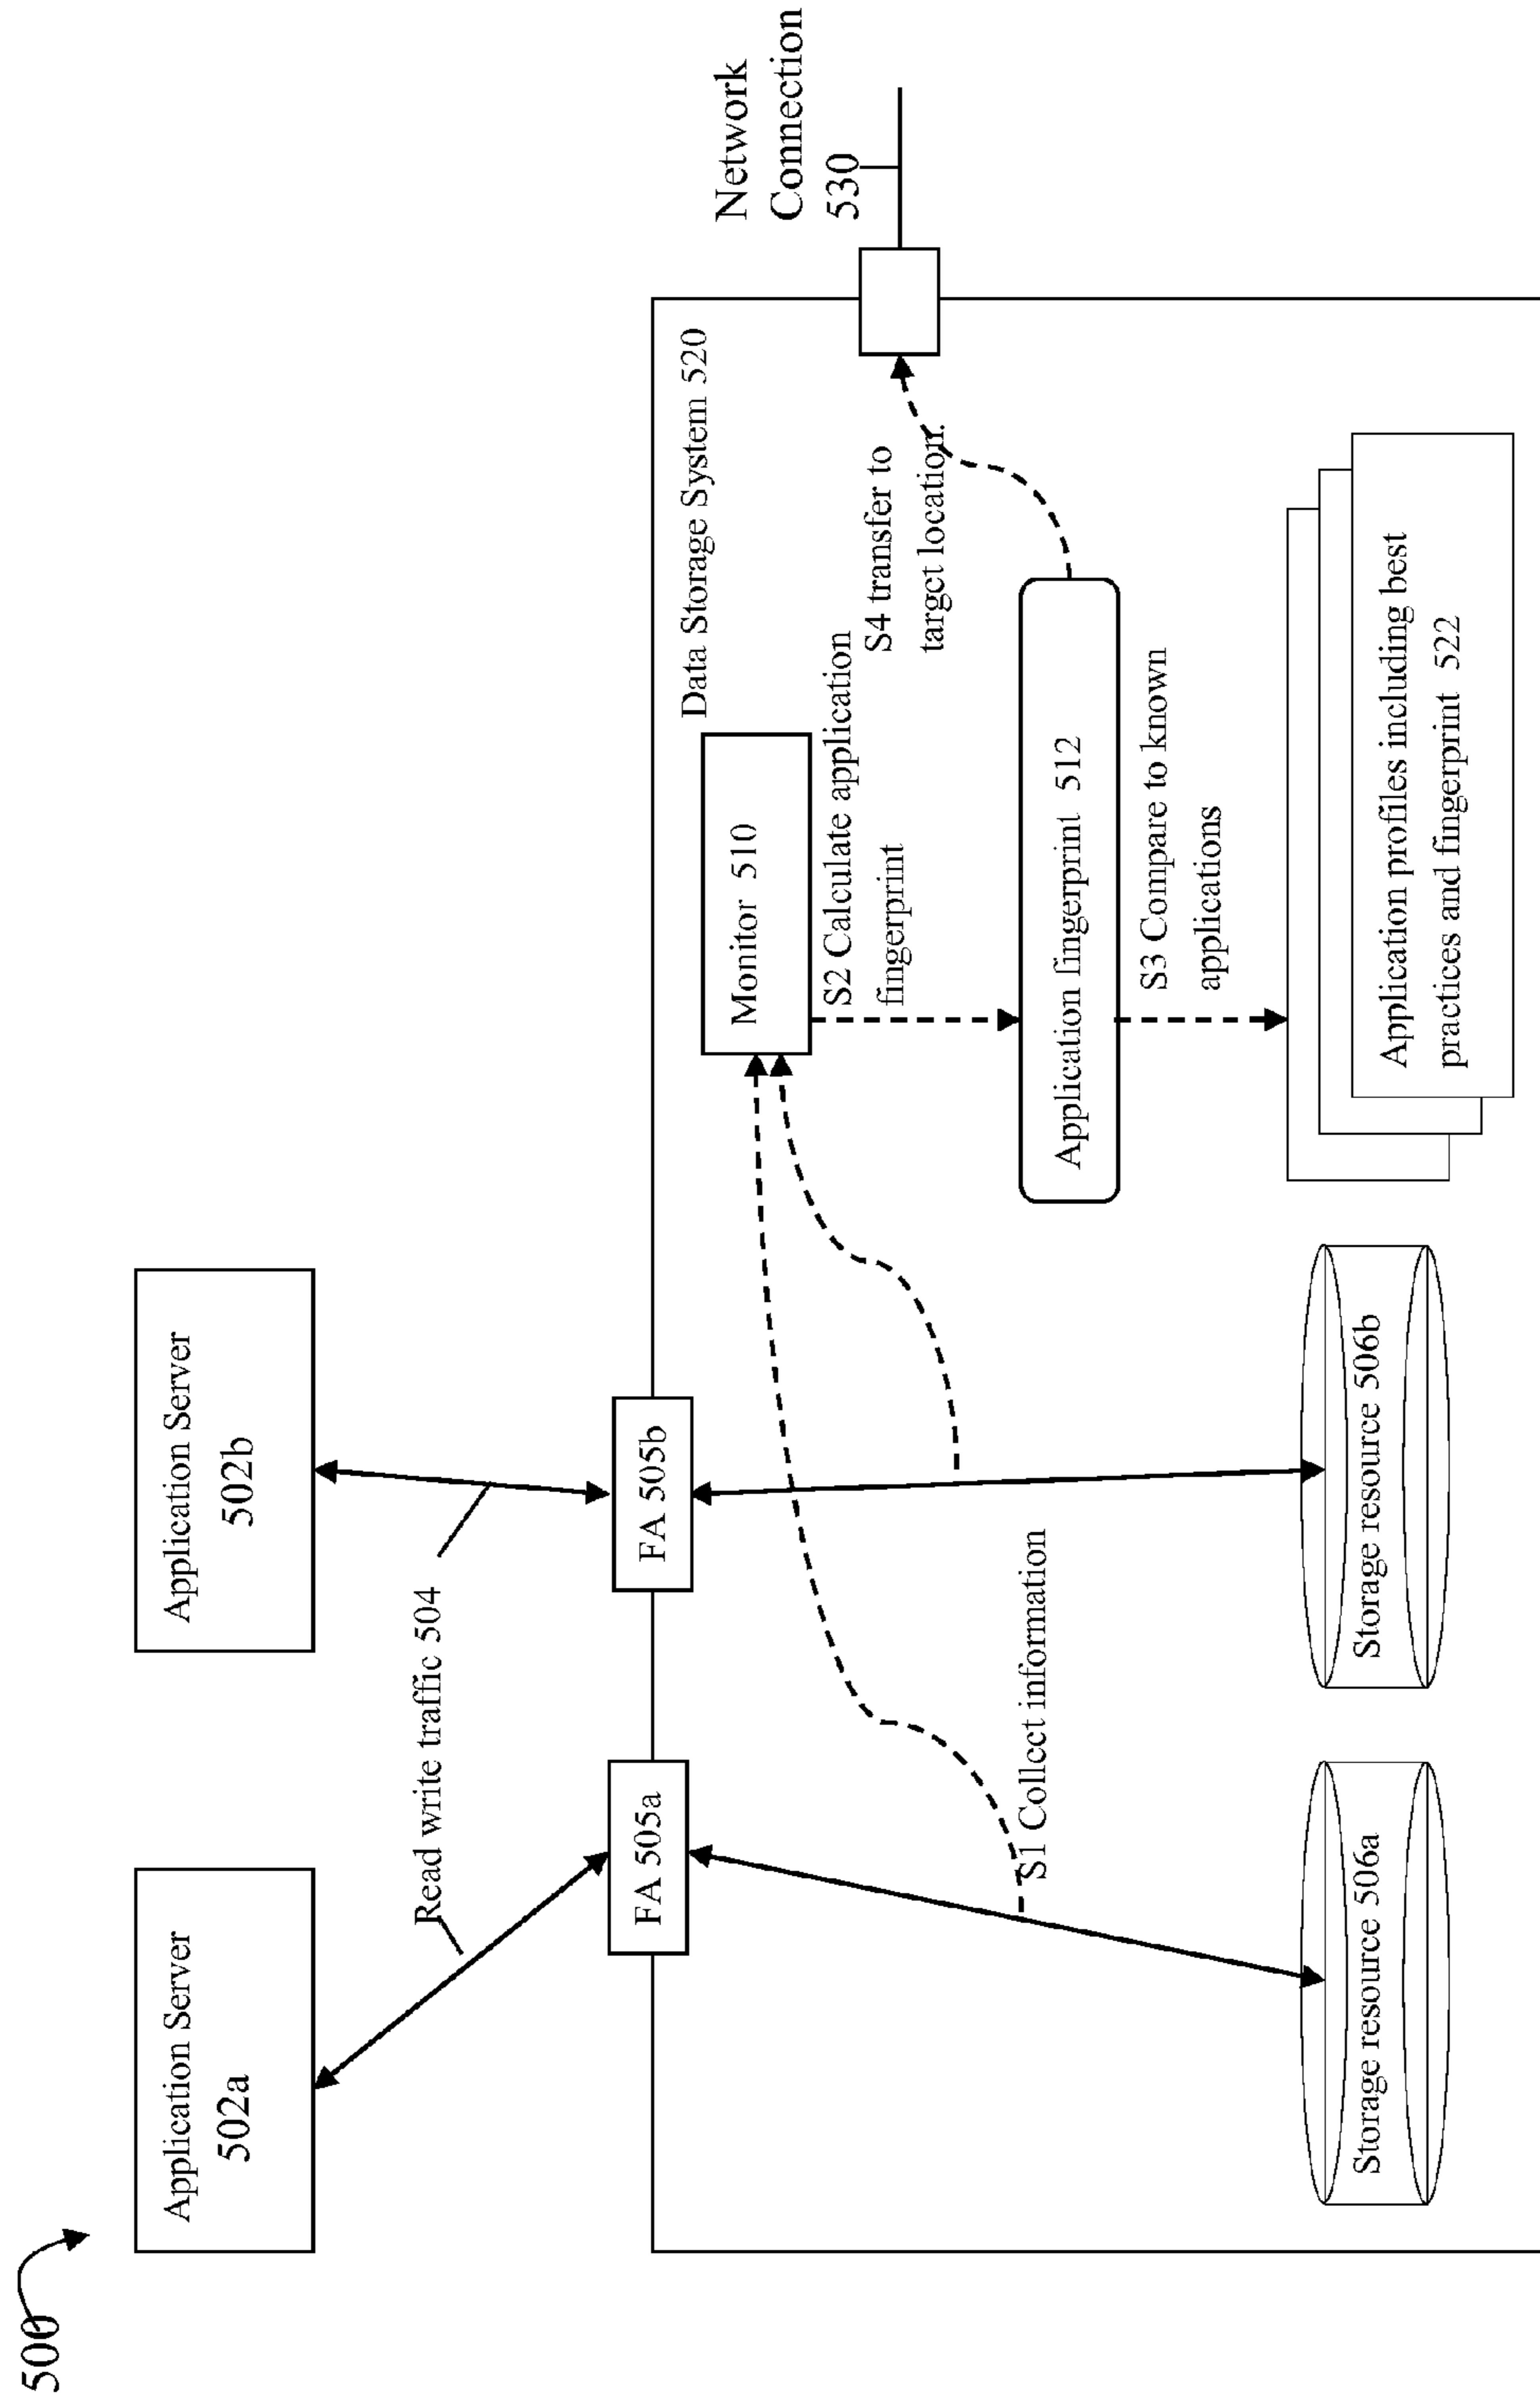 500
Application Server
502a
Application Server
502b
Read write traffic 504
FA 505a
FA 505b
Data Storage System 520
Network
Connection
530
Monitor 510
S2 Calculate application
fingerprint
S4 transfer to
target location.
Application fingerprint 512
S1 Collect information
S3 Compare to known
applications
Storage resource 506a
Storage resource 506b
Application profiles including best
practices and fingerprint 522